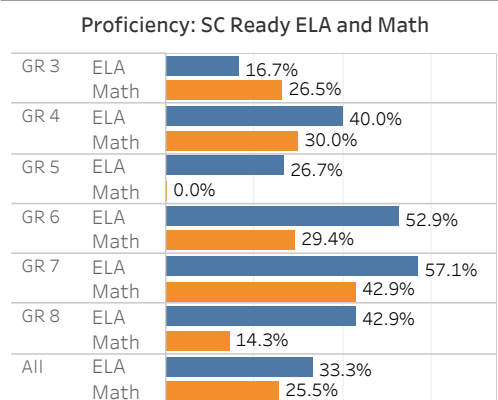 Proficiency: SC Ready ELA and Math
GR 3 ELA 16.7%
Math 26.5%
GR 4 ELA 40.0%
Math 30.0%
GR 5 ELA 26.7%
Math 0.0%
GR 6 ELA 52.9%
Math 29.4%
GR 7 ELA 57.1%
Math 42.9%
GR 8 ELA 42.9%
Math 14.3%
All ELA 33.3%
Math 25.5%